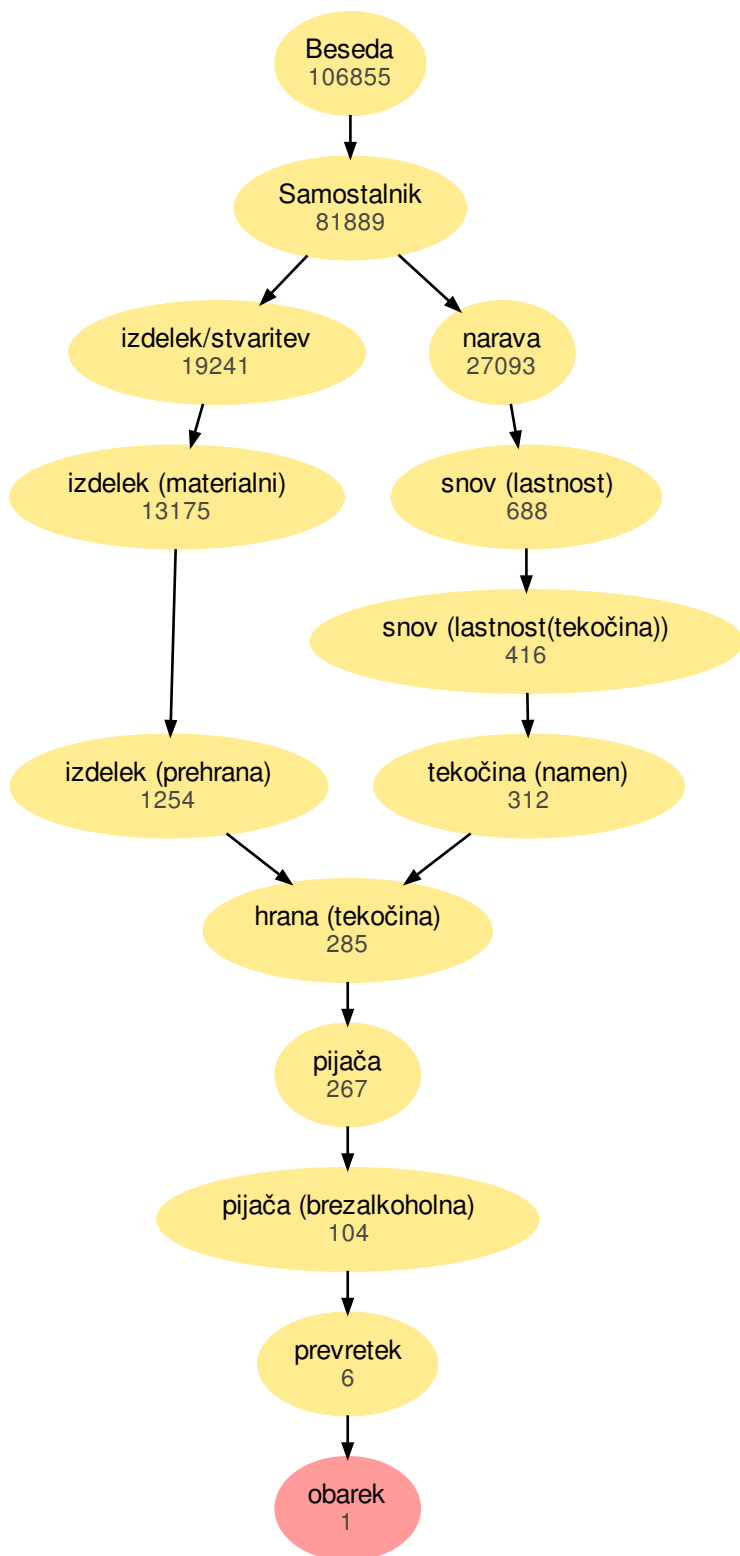 Beseda
106855
Samostalnik
81889
izdelek/stvaritev
19241
narava
27093
izdelek (materialni)
13175
snov (lastnost)
688
snov (lastnost(tekočina))
416
izdelek (prehrana)
1254
tekočina (namen)
312
hrana (tekočina)
285
pijača
267
pijača (brezalkoholna)
104
prevretek
6
obarek
1